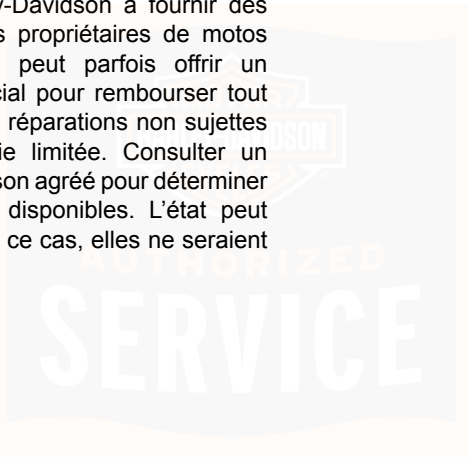 y-Davidson à fournir des
s propriétaires de motos
peut parfois offrir un
cial pour rembourser tout
réparations non sujettes
ie limitée. Consulter un
son agréé pour déterminer
disponibles. L’état peut
ce cas, elles ne seraient
AUTHORIZED
SERVICE